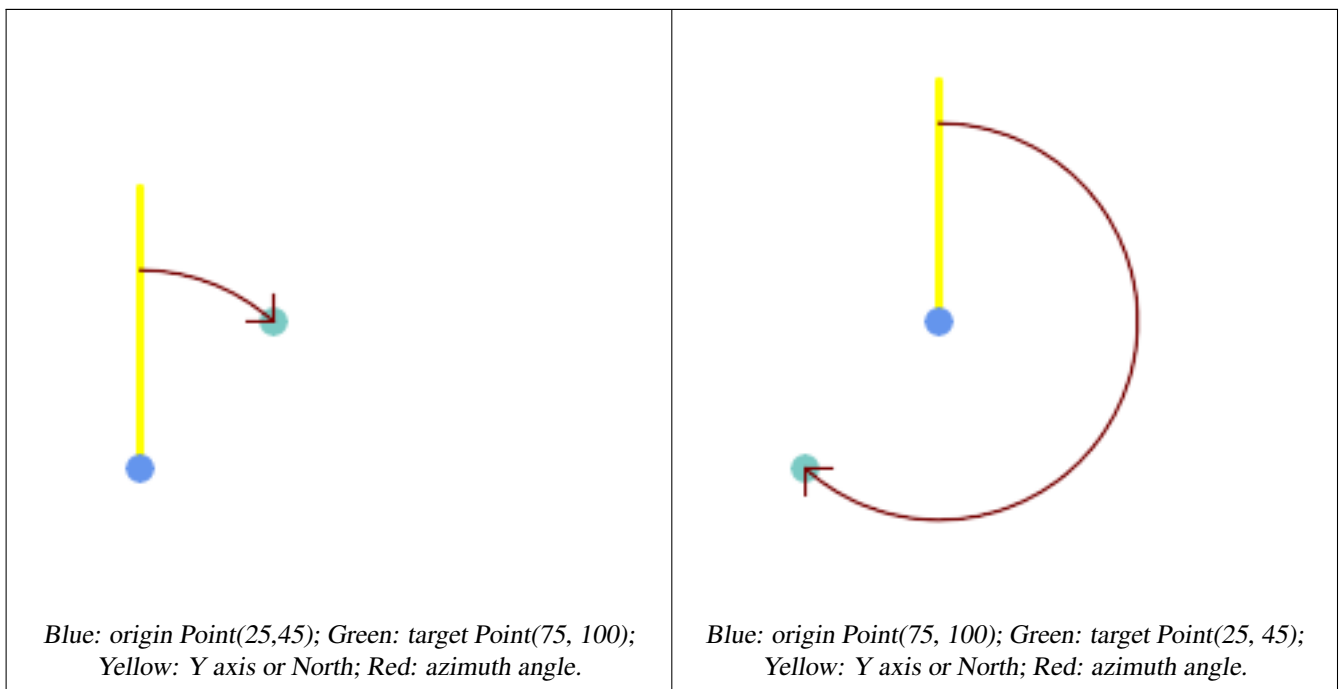 Blue: origin Point(25,45); Green: target Point(75, 100);
Yellow: Y axis or North; Red: azimuth angle.
Blue: origin Point(75, 100); Green: target Point(25, 45);
Yellow: Y axis or North; Red: azimuth angle.